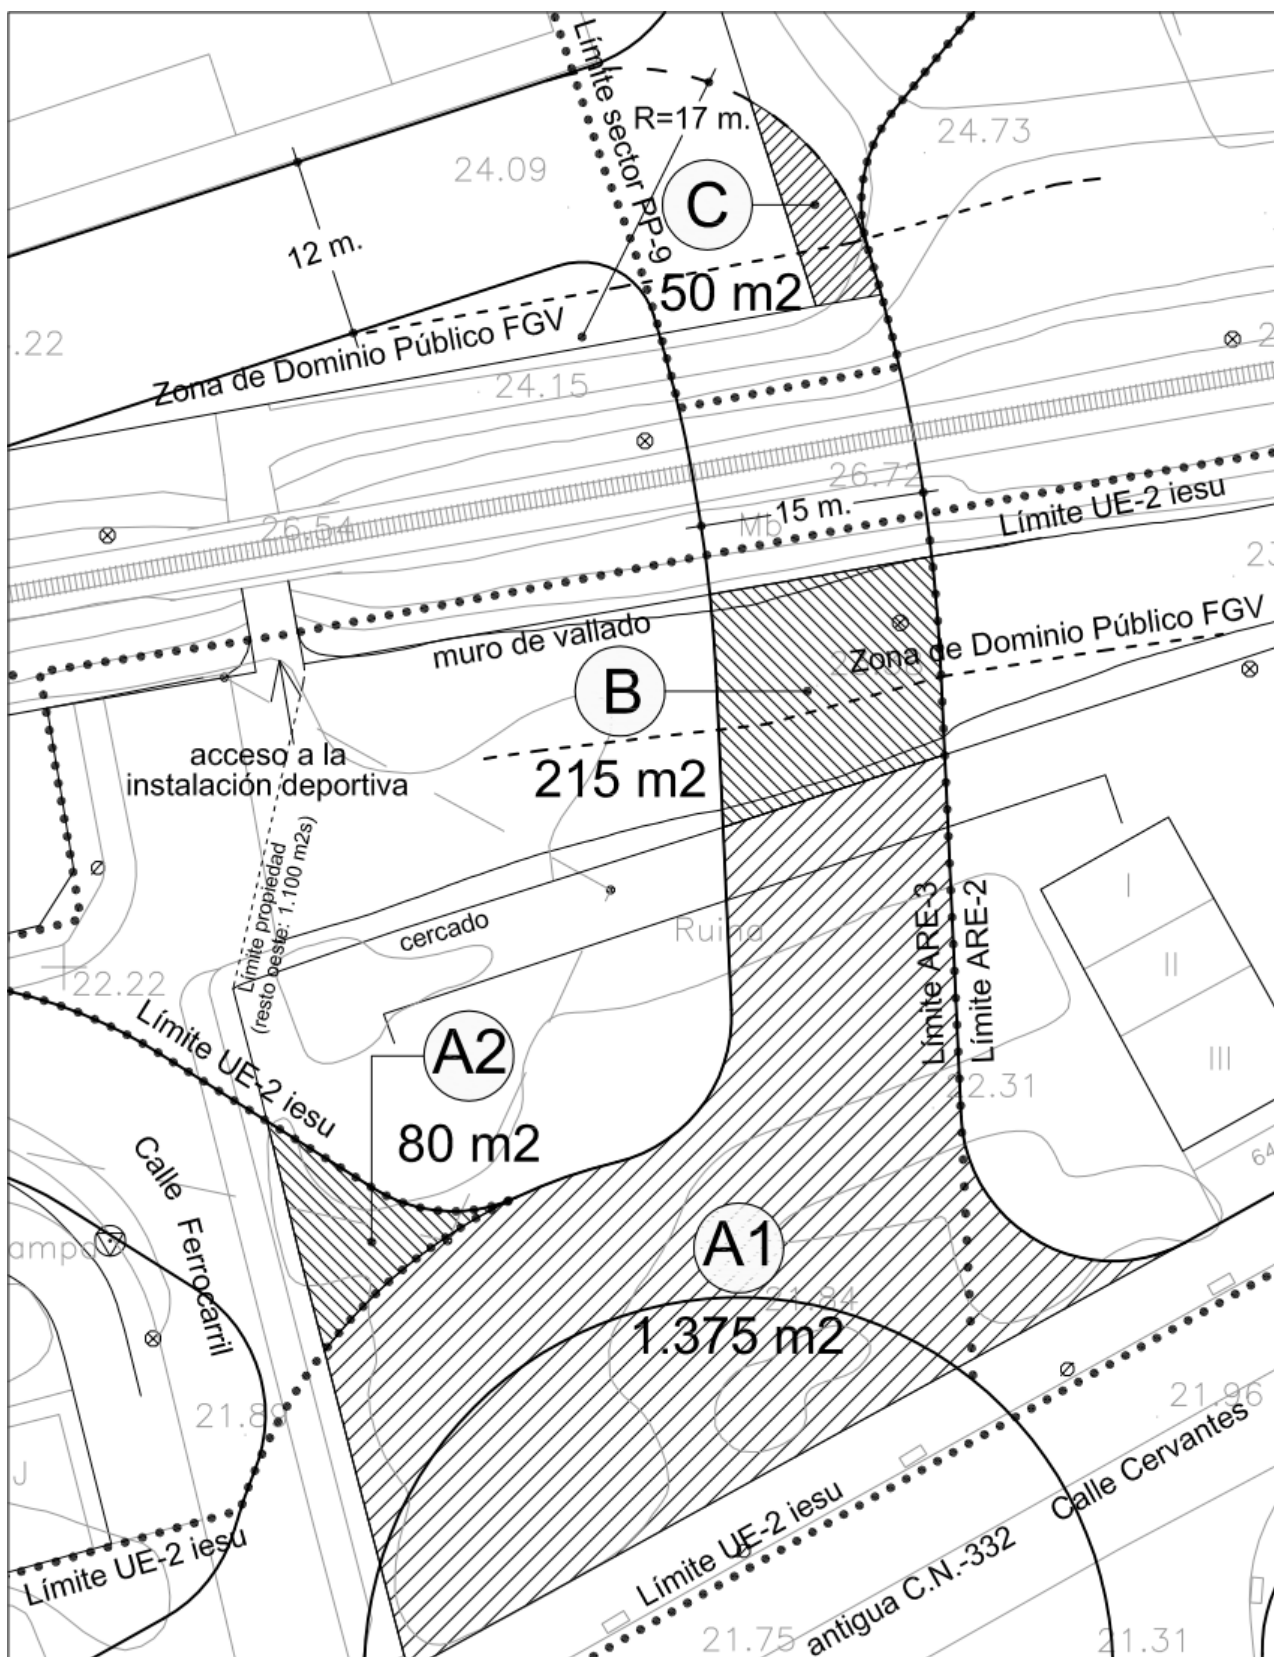 Límite sector PP-9
R=17 m.
24.73
24.09
C
12 m.
50 m2
Zona de Dominio Público FGV
.22
24.15
26.72
15 m.
Mb
Límite UE-2 iesu
26.54
23
muro de vallado
Zona de Dominio Público FGV
B
215 m2
acceso a la
instalación deportiva
Límite propiedad
(resto oeste: 1.100 m2s)
cercado
Ruina
Límite ARE-3
Límite ARE-2
I
II
III
22.22
Límite UE-2 iesu
A2
80 m2
22.31
64
Calle Ferrocarril
ampo
A1
21.84
1.375 m2
21.96
21.89
J
Calle Cervantes
Límite UE-2 iesu
Límite UE-2 iesu
antigua C.N.-332
21.75
21.31